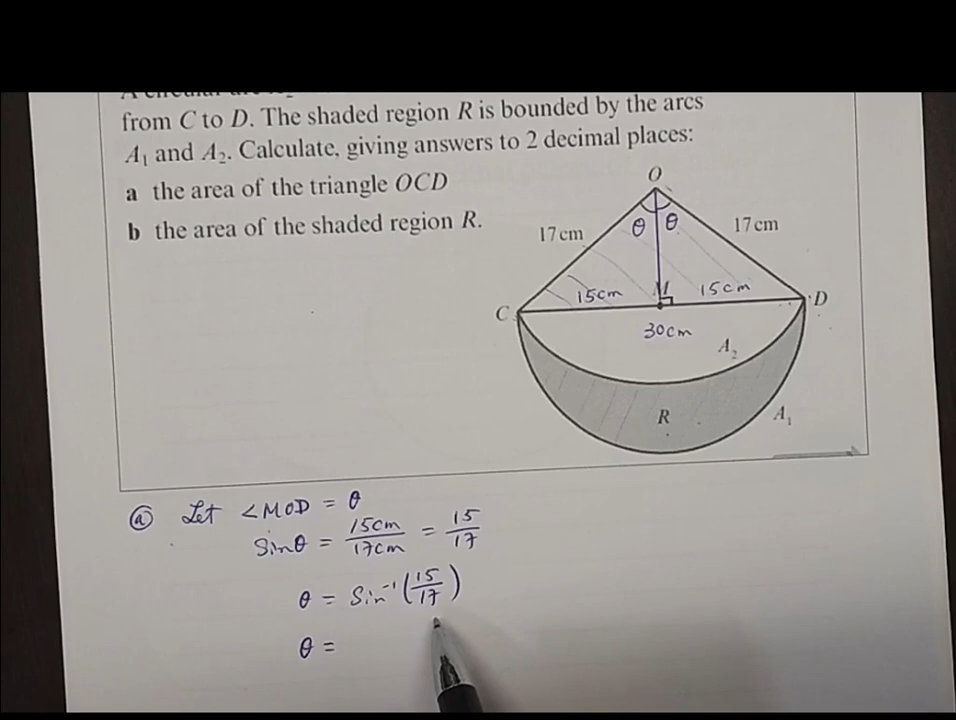 from C to D. The shaded region R is bounded by the arcs
A₁ and A₂. Calculate, giving answers to 2 decimal places:
a the area of the triangle OCD
b the area of the shaded region R.
O
17 cm
θ
θ
17 cm
15cm
M
15cm
C
D
30cm
A₂
R
A₁
ⓐ Let ∠MOD = θ
Sinθ = 15cm/17cm = 15/17
θ = Sin⁻¹(15/17)
θ =